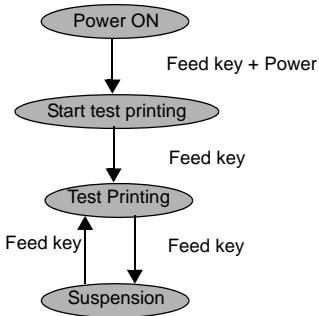 Power ON
Feed key + Power
Start test printing
Feed key
Test Printing
Feed key
Feed key
Suspension